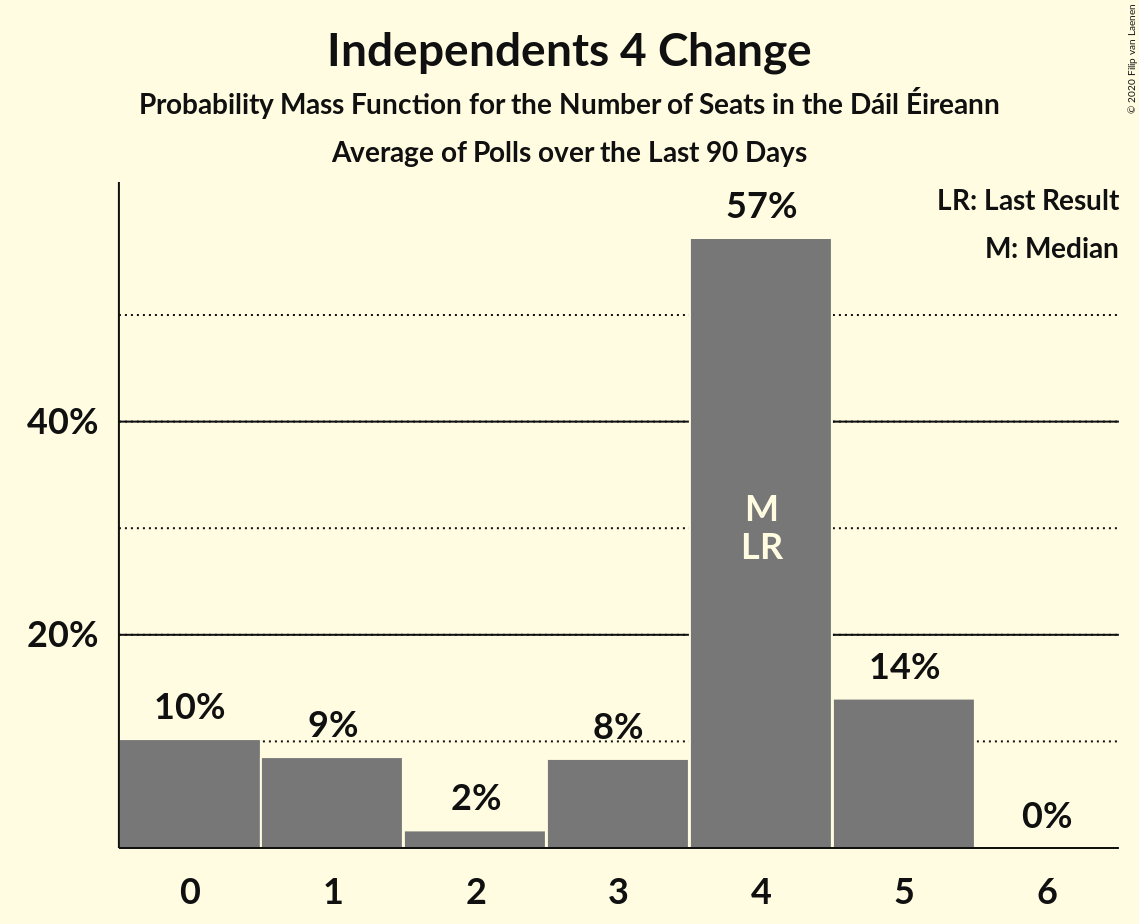 Independents 4 Change
Probability Mass Function for the Number of Seats in the Dáil Éireann
Average of Polls over the Last 90 Days
© 2020 Filip van Laenen
LR: Last Result
M: Median
57%
40%
M
LR
20%
14%
10%
9%
8%
2%
0%
0 1 2 3 4 5 6